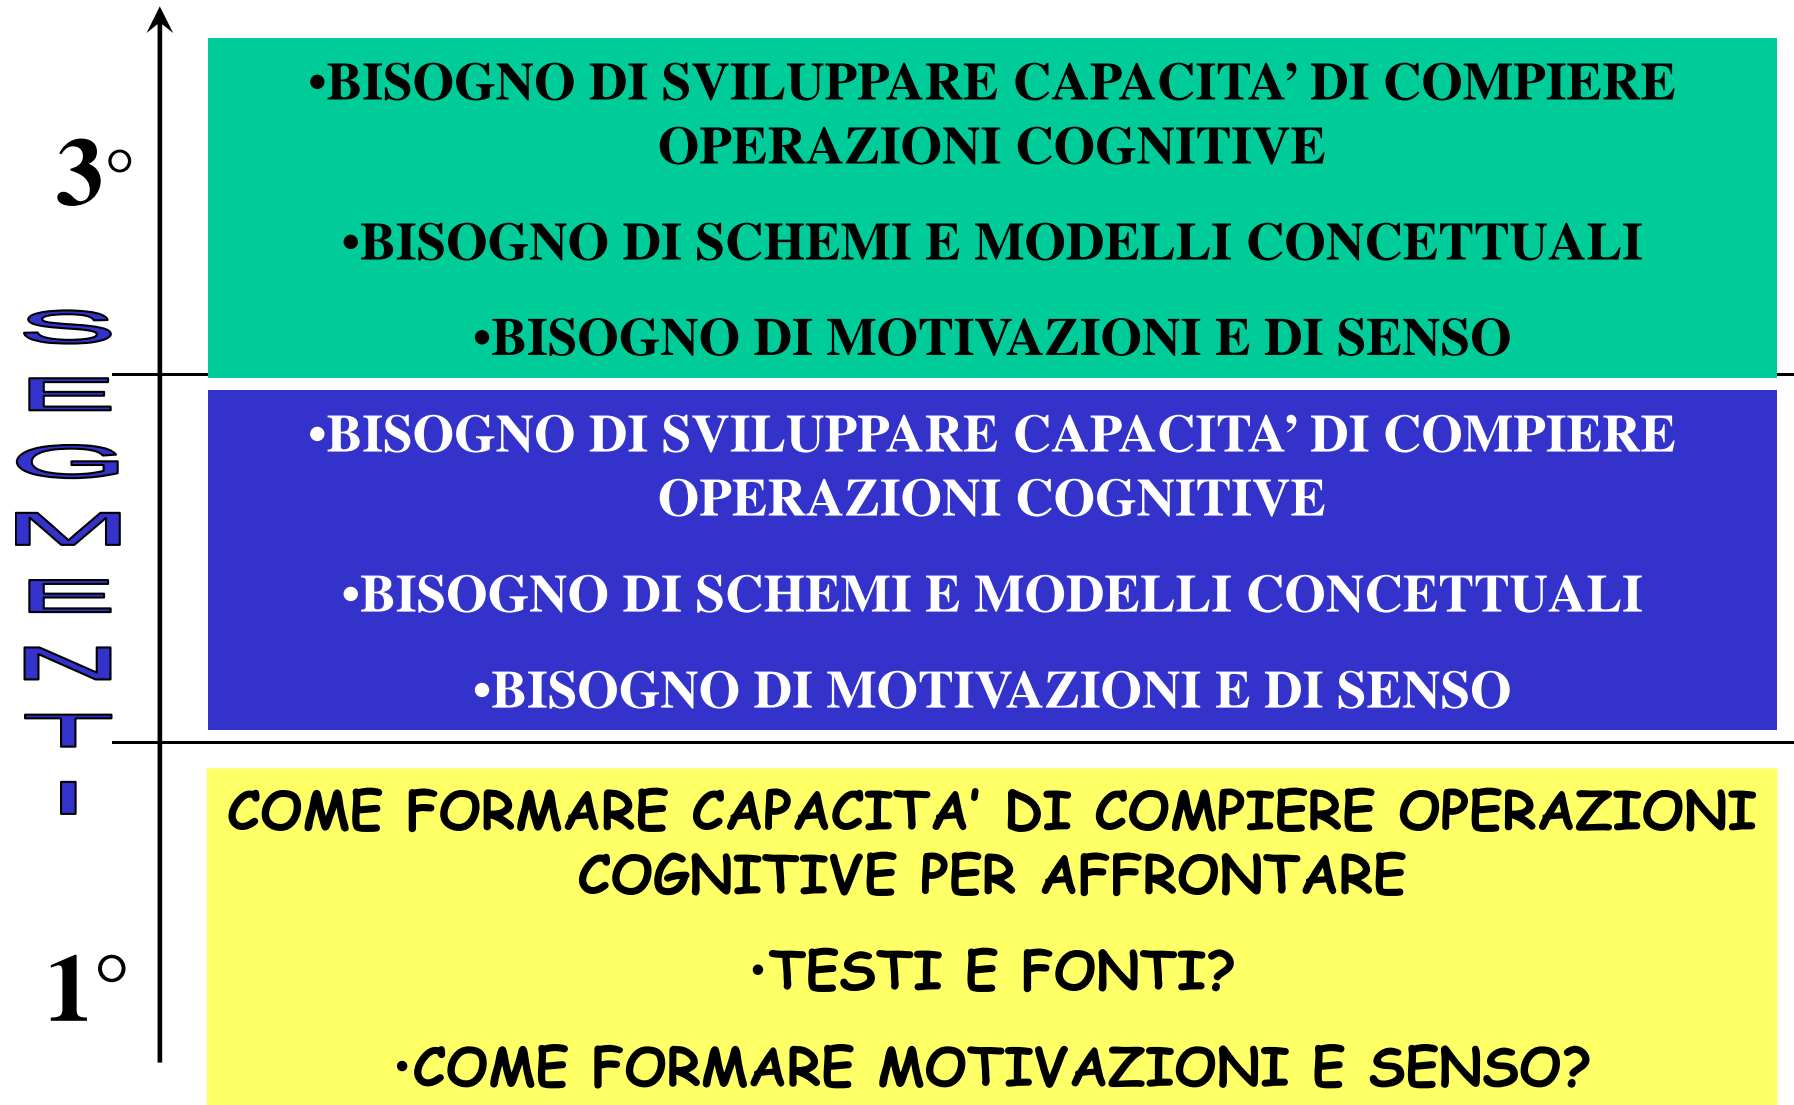 3°
•BISOGNO DI SVILUPPARE CAPACITA’ DI COMPIERE
OPERAZIONI COGNITIVE
•BISOGNO DI SCHEMI E MODELLI CONCETTUALI
•BISOGNO DI MOTIVAZIONI E DI SENSO
SEGMENTI
•BISOGNO DI SVILUPPARE CAPACITA’ DI COMPIERE
OPERAZIONI COGNITIVE
•BISOGNO DI SCHEMI E MODELLI CONCETTUALI
•BISOGNO DI MOTIVAZIONI E DI SENSO
1°
COME FORMARE CAPACITA’ DI COMPIERE OPERAZIONI
COGNITIVE PER AFFRONTARE
•TESTI E FONTI?
•COME FORMARE MOTIVAZIONI E SENSO?